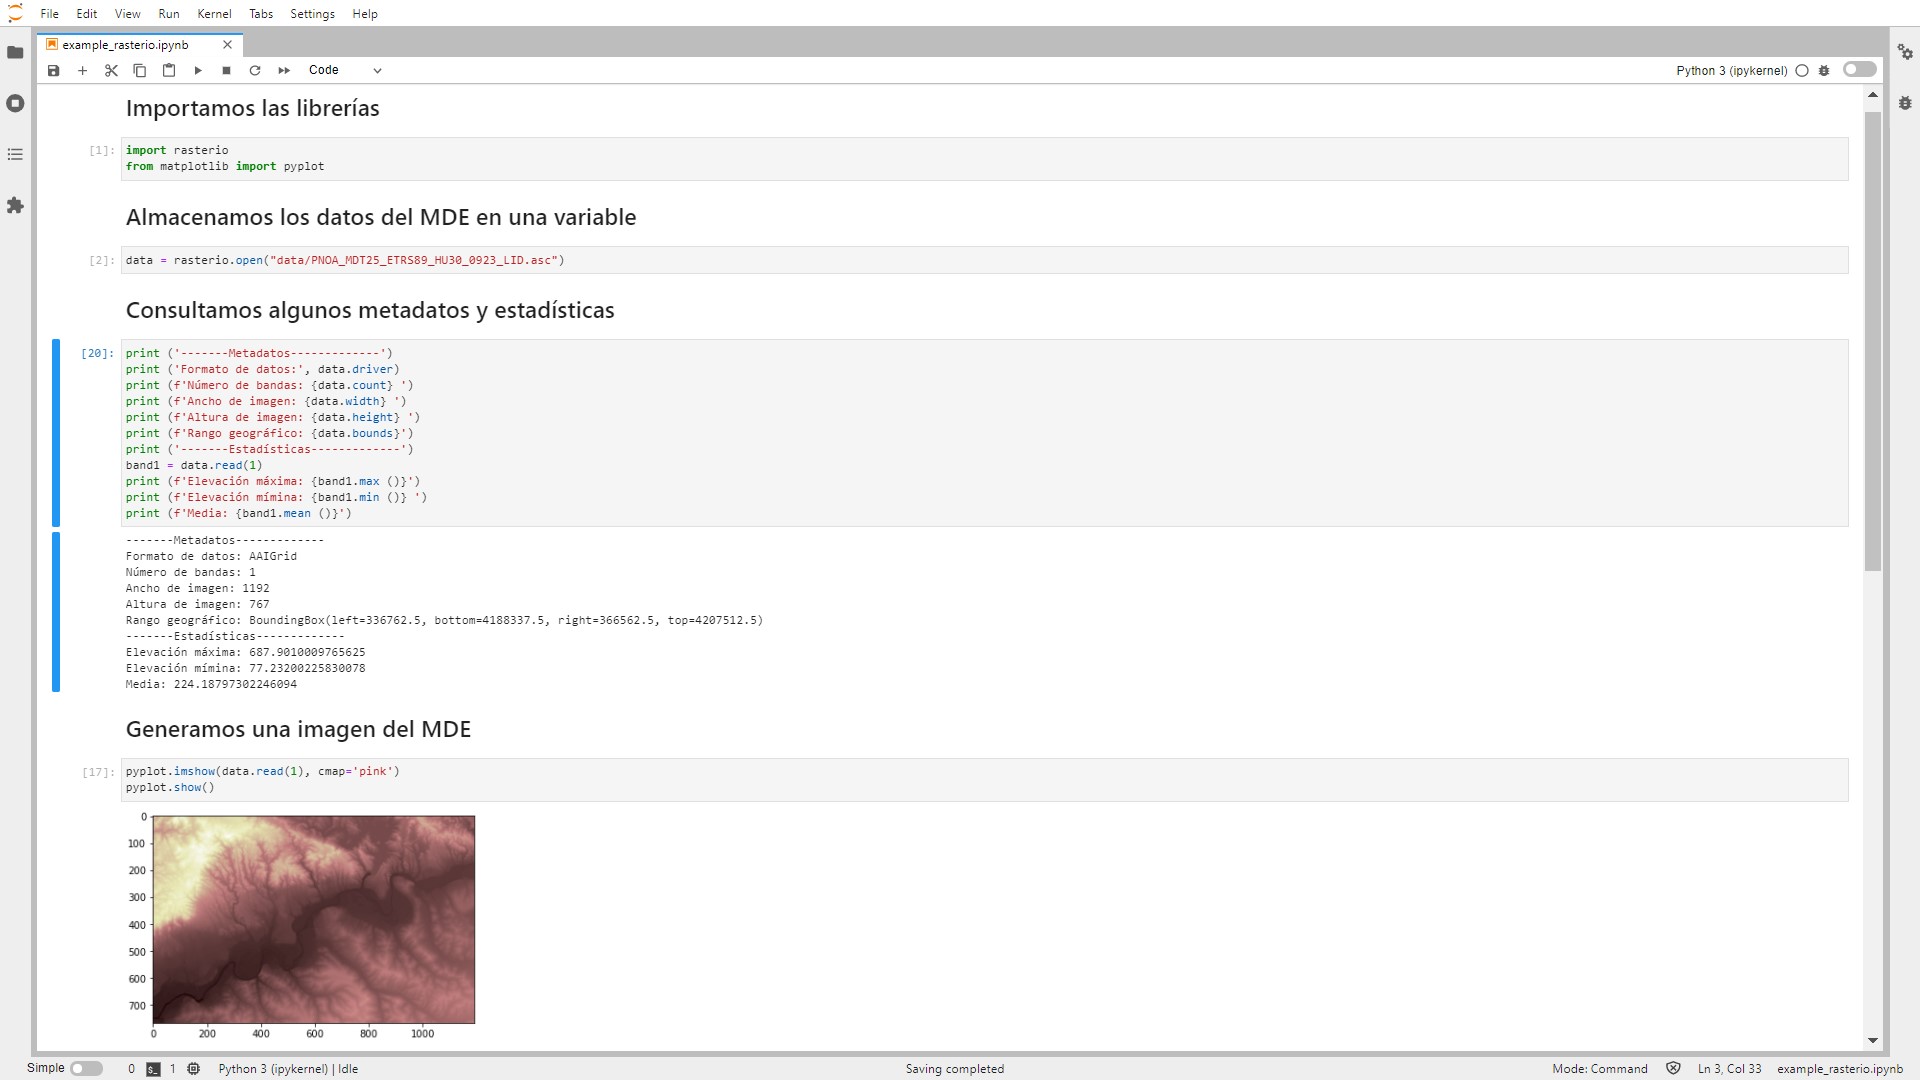 File Edit View Run Kernel Tabs Settings Help
example_rasterio.ipynb
Code
Python 3 (ipykernel)
Importamos las librerías
[1]: import rasterio
from matplotlib import pyplot
Almacenamos los datos del MDE en una variable
[2]: data = rasterio.open("data/PNOA_MDT25_ETRS89_HU30_0923_LID.asc")
Consultamos algunos metadatos y estadísticas
[20]: print ('-------Metadatos-------------')
print ('Formato de datos:', data.driver)
print (f'Número de bandas: {data.count} ')
print (f'Ancho de imagen: {data.width} ')
print (f'Altura de imagen: {data.height} ')
print (f'Rango geográfico: {data.bounds}')
print ('-------Estadísticas-------------')
band1 = data.read(1)
print (f'Elevación máxima: {band1.max ()}')
print (f'Elevación mímina: {band1.min ()} ')
print (f'Media: {band1.mean ()}')
-------Metadatos-------------
Formato de datos: AAIGrid
Número de bandas: 1
Ancho de imagen: 1192
Altura de imagen: 767
Rango geográfico: BoundingBox(left=336762.5, bottom=4188337.5, right=366562.5, top=4207512.5)
-------Estadísticas-------------
Elevación máxima: 687.9010009765625
Elevación mímina: 77.23200225830078
Media: 224.18797302246094
Generamos una imagen del MDE
[17]: pyplot.imshow(data.read(1), cmap='pink')
pyplot.show()
0
100
200
300
400
500
600
700
0 200 400 600 800 1000
Simple 0 $_ 1 Python 3 (ipykernel) | Idle Saving completed Mode: Command Ln 3, Col 33 example_rasterio.ipynb